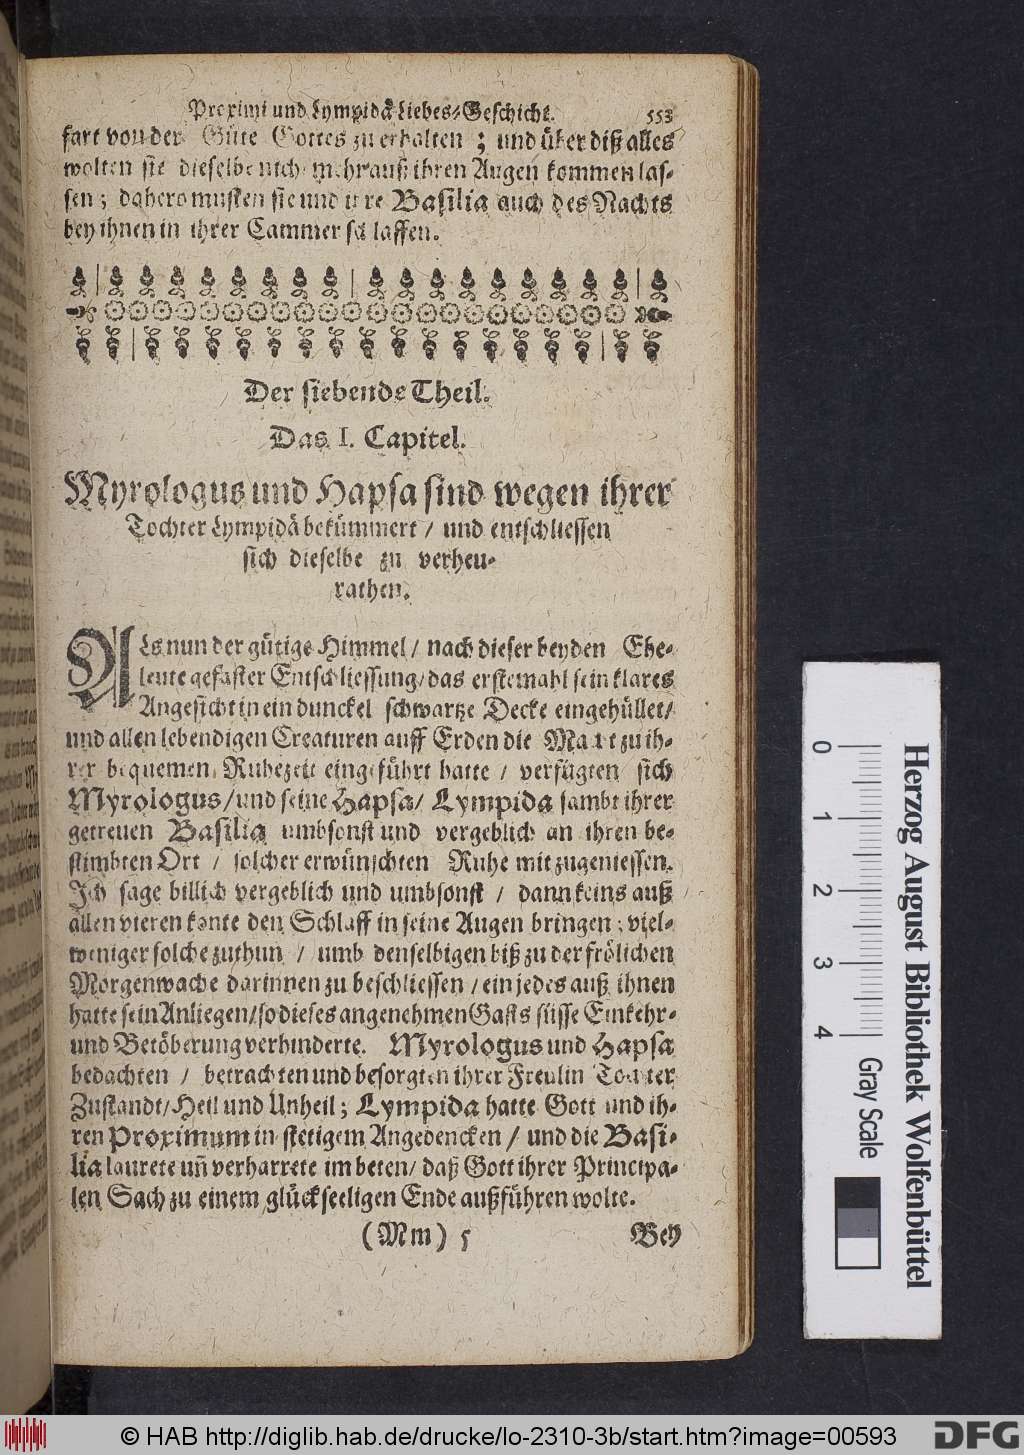 Proximi und Lympidä Liebes-Geschicht. 553
fart von der Güte Gottes zu erhalten ; und über diß alles
wolten sie dieselbe nich mehr auß ihren Augen kommen las-
sen ; dahero musten sie und ihre Basilia auch des Nachts
bey ihnen in ihrer Cammer schlaffen.
Der siebende Theil.
Das I. Capitel.
Myrologus und Hapsa sind wegen ihrer
Tochter Lympidä bekümmert / und entschliessen
sich dieselbe zu verheu-
rathen.
ALs nun der gütige Himmel / nach dieser beyden Ehe-
leute gefaster Entschliessung / das erstemahl sein klares
Angesicht in ein dunckel schwartze Decke eingehüllet /
und allen lebendigen Creaturen auff Erden die Macht zu ih-
rer bequemen Ruhezeit eingeführt hatte / verfügten sich
Myrologus / und seine Hapsa / Lympida sambt ihrer
getreuen Basilia umbsonst und vergeblich an ihren be-
stimbten Ort / solcher erwünschten Ruhe mit zugeniessen.
Ich sage billich vergeblich und umbsonst / dann keins auß
allen vieren konte den Schlaff in seine Augen bringen ; viel-
weniger solche zuthun / umb denselbigen biß zu der frölichen
Morgenwache darinnen zu beschliessen / ein jedes auß ihnen
hatte sein Anliegen / so dieses angenehmen Gasts süsse Einkehr-
und Betöberung verhinderte. Myrologus und Hapsa
bedachten / betrachten und besorgten ihrer Freulin Tochter
Zustandt / Heil und Unheil ; Lympida hatte Gott und ih-
ren Proximum in stetigem Angedencken / und die Basi-
lia laurete uñ verharrete im beten / daß Gott ihrer Principa-
len Sach zu einem glückseeligen Ende außführen wolte.
(Mm) 5 Bey
0 1 2 3 4
Herzog August Bibliothek Wolfenbüttel
Gray Scale
© HAB http://diglib.hab.de/drucke/lo-2310-3b/start.htm?image=00593
DFG